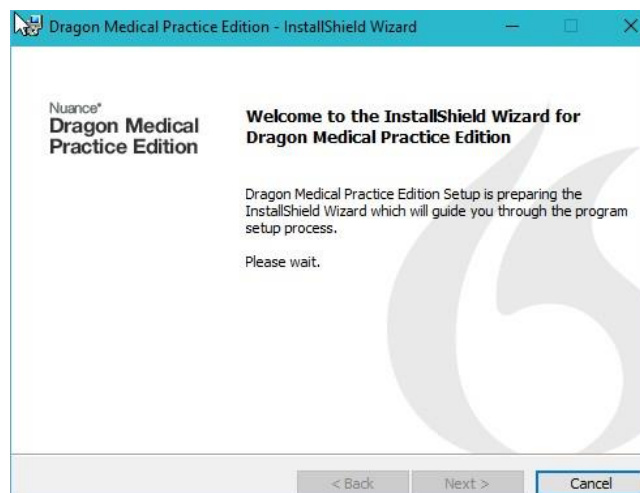 Dragon Medical Practice Edition - InstallShield Wizard
Nuance®
Dragon Medical
Practice Edition
Welcome to the InstallShield Wizard for
Dragon Medical Practice Edition
Dragon Medical Practice Edition Setup is preparing the
InstallShield Wizard which will guide you through the program
setup process.
Please wait.
< Back Next > Cancel